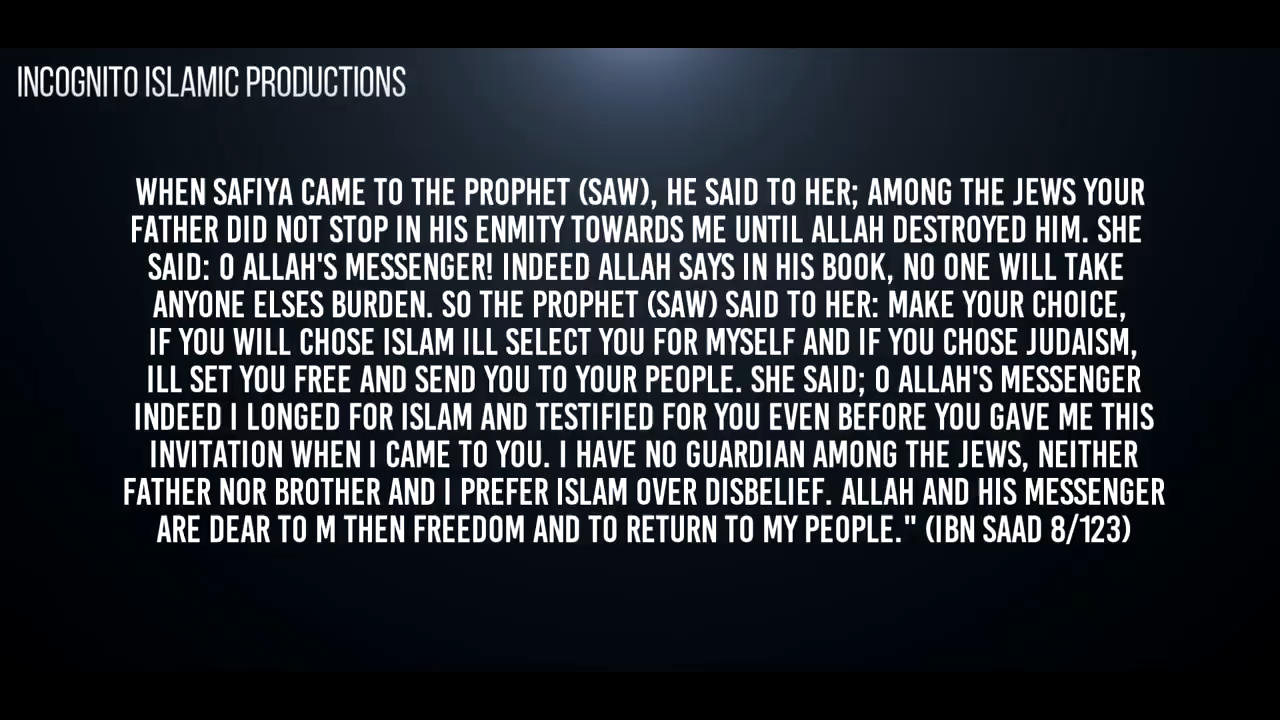 INCOGNITO ISLAMIC PRODUCTIONS
WHEN SAFIYA CAME TO THE PROPHET (SAW), HE SAID TO HER; AMONG THE JEWS YOUR
FATHER DID NOT STOP IN HIS ENMITY TOWARDS ME UNTIL ALLAH DESTROYED HIM. SHE
SAID: O ALLAH'S MESSENGER! INDEED ALLAH SAYS IN HIS BOOK, NO ONE WILL TAKE
ANYONE ELSES BURDEN. SO THE PROPHET (SAW) SAID TO HER: MAKE YOUR CHOICE,
IF YOU WILL CHOSE ISLAM ILL SELECT YOU FOR MYSELF AND IF YOU CHOSE JUDAISM,
ILL SET YOU FREE AND SEND YOU TO YOUR PEOPLE. SHE SAID; O ALLAH'S MESSENGER
INDEED I LONGED FOR ISLAM AND TESTIFIED FOR YOU EVEN BEFORE YOU GAVE ME THIS
INVITATION WHEN I CAME TO YOU. I HAVE NO GUARDIAN AMONG THE JEWS, NEITHER
FATHER NOR BROTHER AND I PREFER ISLAM OVER DISBELIEF. ALLAH AND HIS MESSENGER
ARE DEAR TO M THEN FREEDOM AND TO RETURN TO MY PEOPLE." (IBN SAAD 8/123)